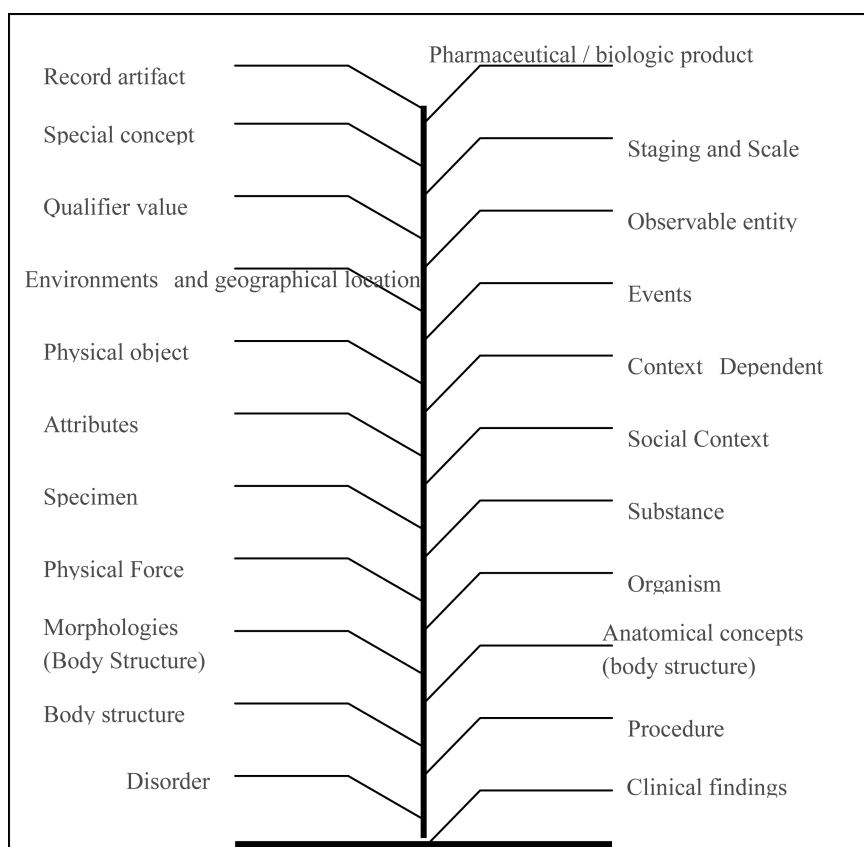 Pharmaceutical / biologic product
Record artifact
Special concept
Staging and Scale
Qualifier value
Observable entity
Environments and geographical location
Events
Physical object
Context Dependent
Attributes
Social Context
Specimen
Substance
Physical Force
Organism
Morphologies
(Body Structure)
Anatomical concepts
(body structure)
Body structure
Procedure
Disorder
Clinical findings